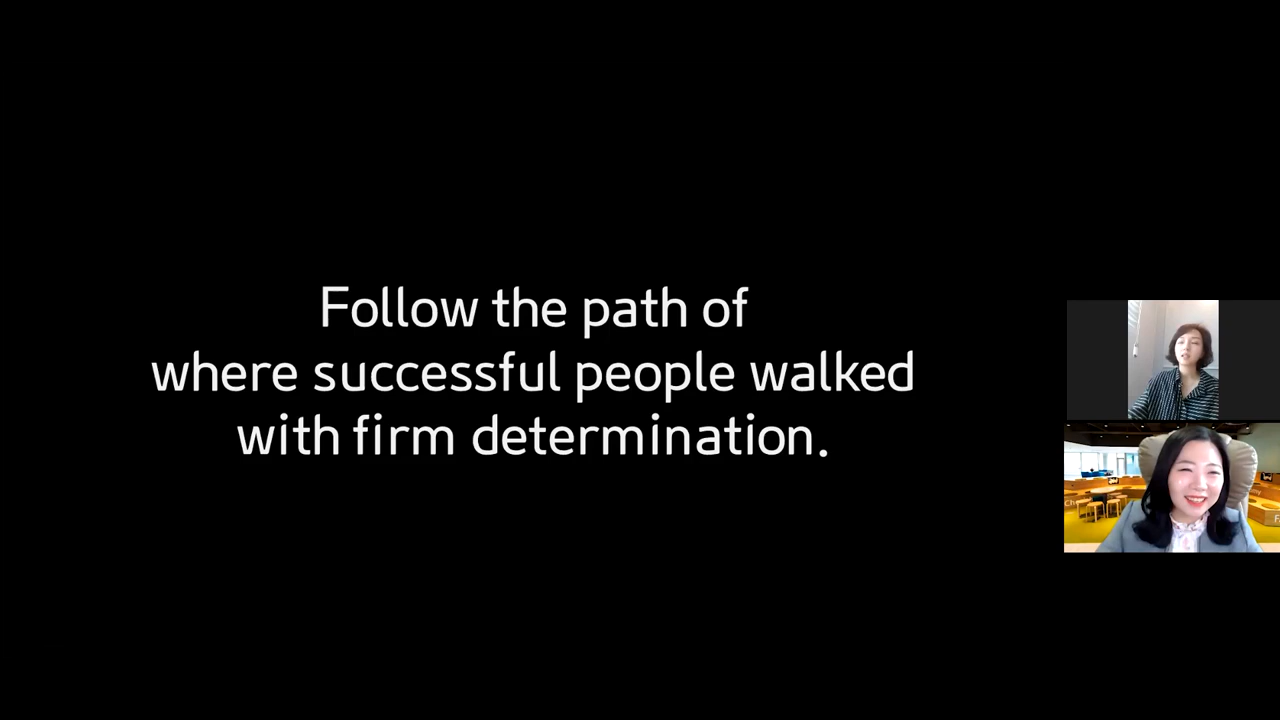 Follow the path of
where successful people walked
with firm determination.